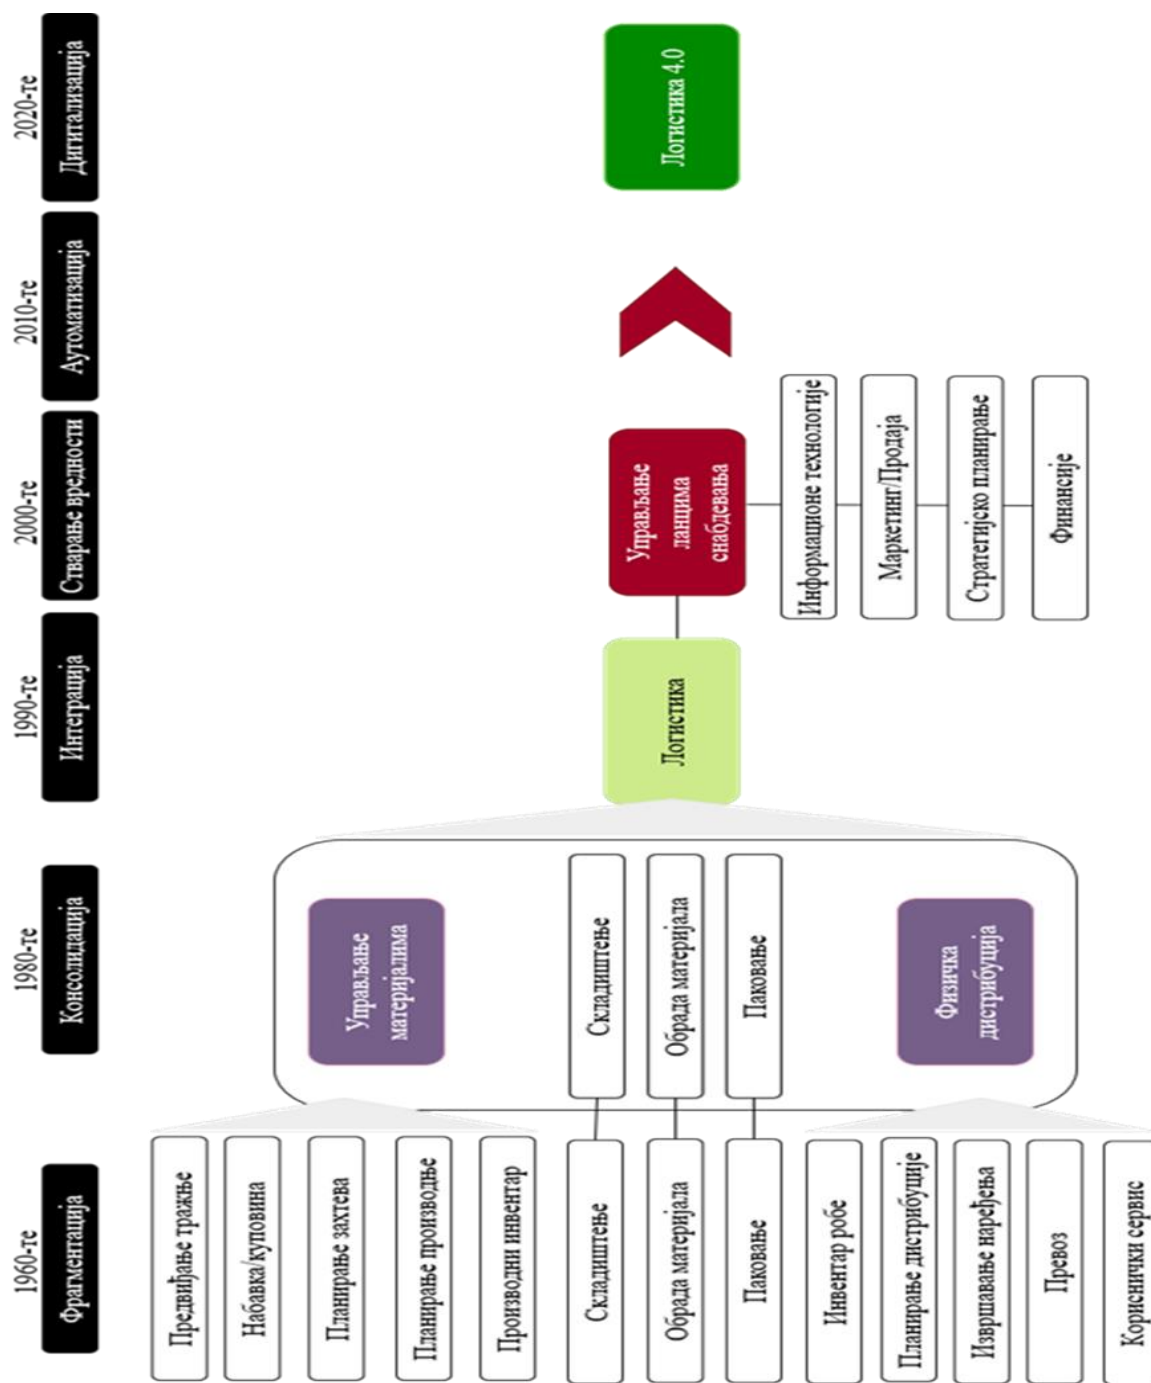 1960-те
Фрагментација
1980-те
Консолидација
1990-те
Интеграција
2000-те
Стварање вредности
2010-те
Аутоматизација
2020-те
Дигитализација
Предвиђање тражње
Набавка/куповина
Планирање захтева
Планирање производње
Производни инвентар
Складиштење
Обрада материјала
Паковање
Инвентар робе
Планирање дистрибуције
Извршавање наређења
Превоз
Кориснички сервис
Управљање
материјалима
Складиштење
Обрада материјала
Паковање
Физичка
дистрибуција
Логистика
Управљање
ланцима
снабдевања
Информационе технологије
Маркетинг/Продаја
Стратегијско планирање
Финансије
Логистика 4.0